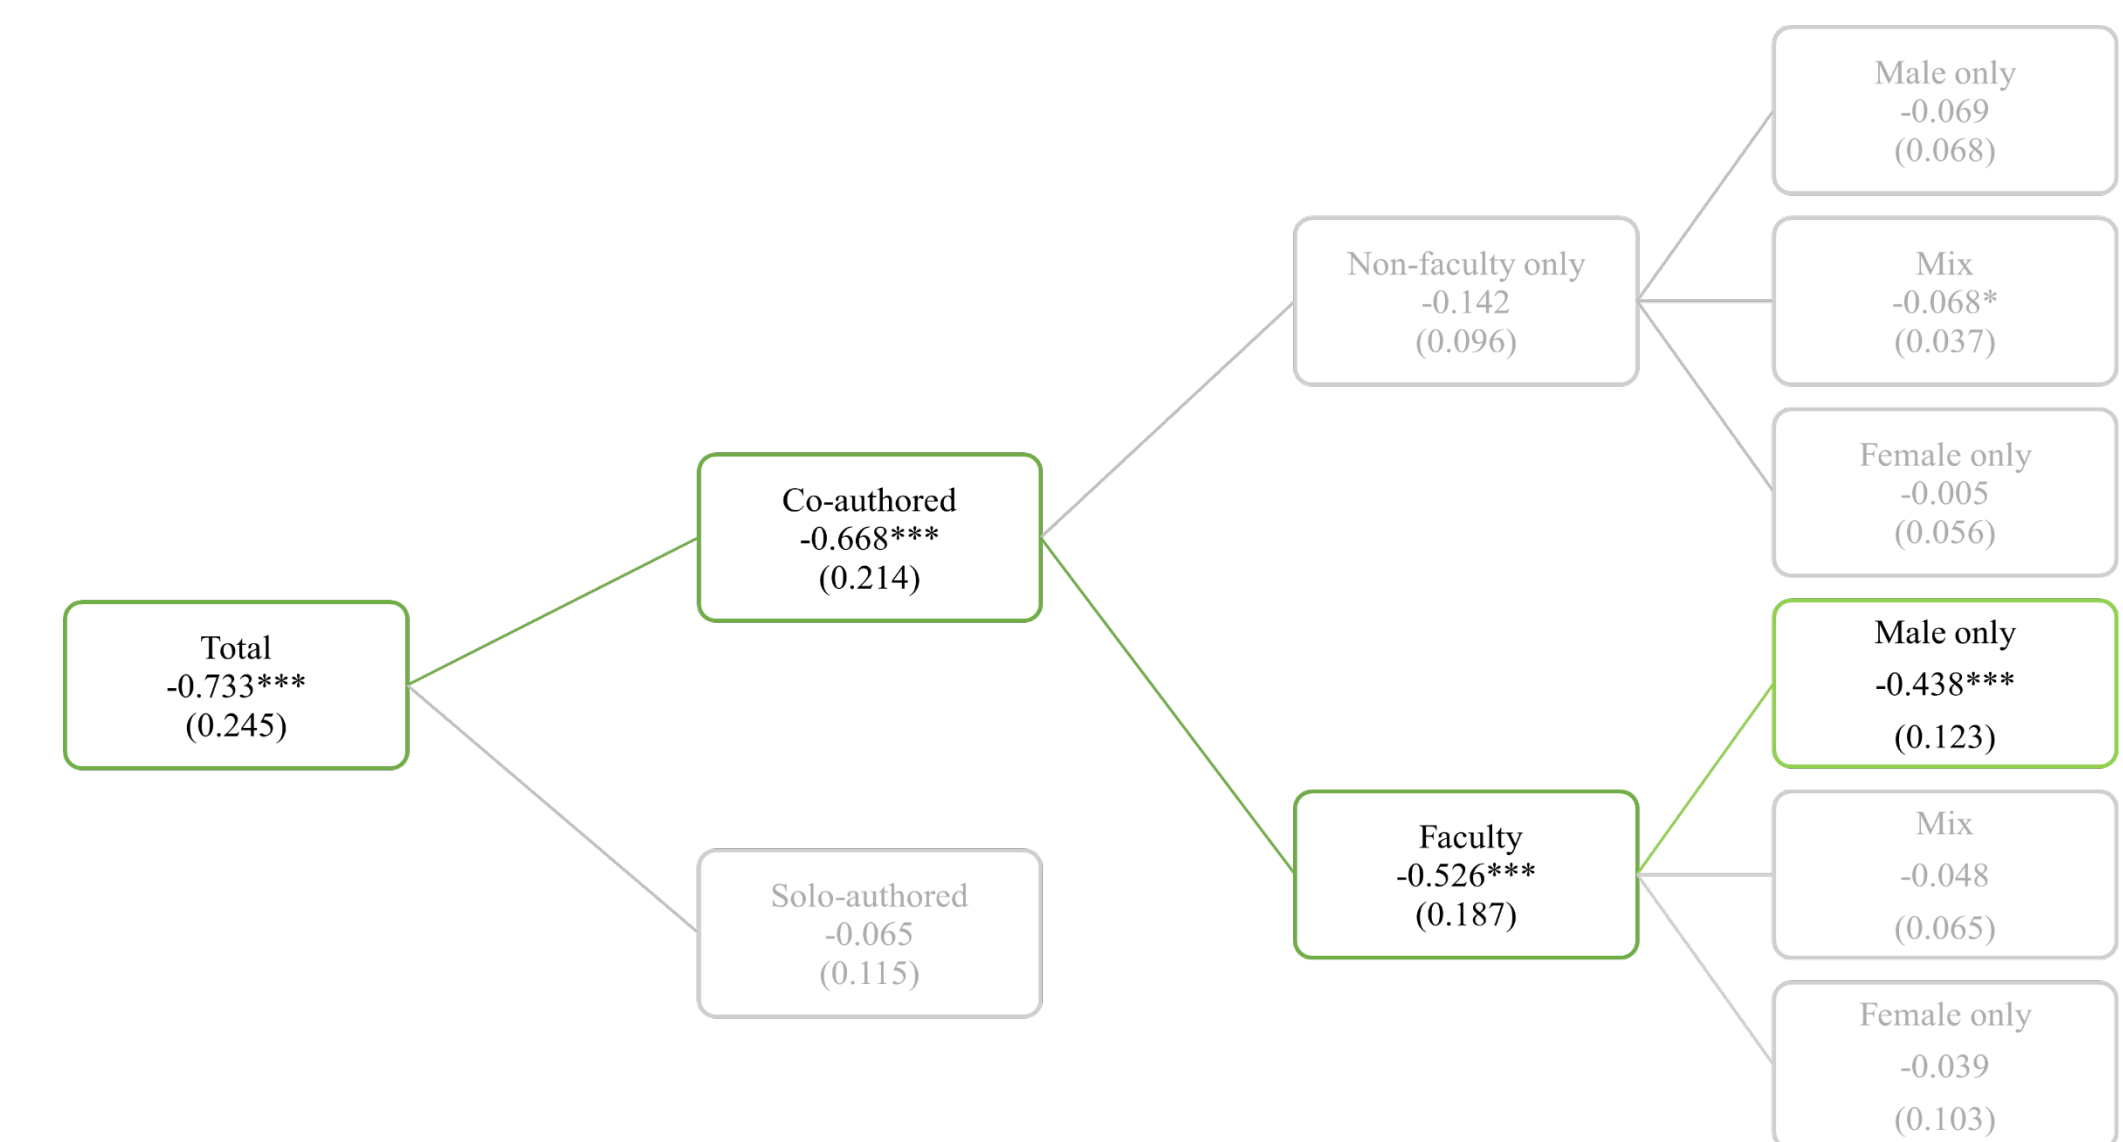 Total
-0.733***
(0.245)
Co-authored
-0.668***
(0.214)
Solo-authored
-0.065
(0.115)
Non-faculty only
-0.142
(0.096)
Faculty
-0.526***
(0.187)
Male only
-0.069
(0.068)
Mix
-0.068*
(0.037)
Female only
-0.005
(0.056)
Male only
-0.438***
(0.123)
Mix
-0.048
(0.065)
Female only
-0.039
(0.103)